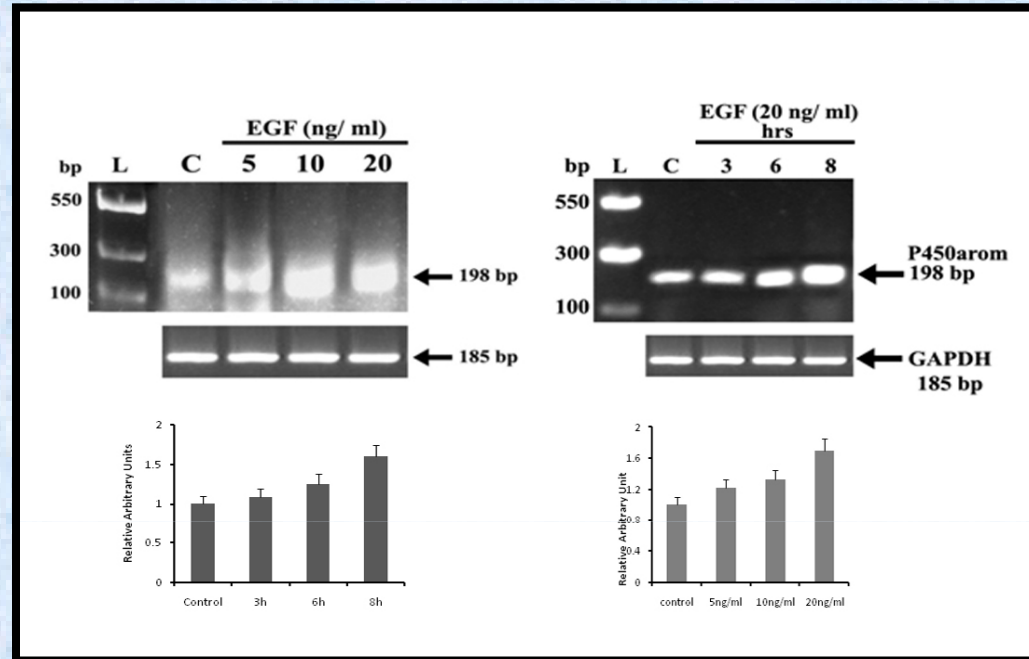 EGF (ng/ ml)
bp L C 5 10 20
550
300
100
198 bp
185 bp
EGF (20 ng/ ml)
hrs
bp L C 3 6 8
550
300
100
P450arom
198 bp
GAPDH
185 bp
Relative Arbitrary Units
2
1.5
1
0.5
0
Control 3h 6h 8h
Relative Arbitrary Unit
2
1.6
1.2
0.8
0.4
0
control 5ng/ml 10ng/ml 20ng/ml